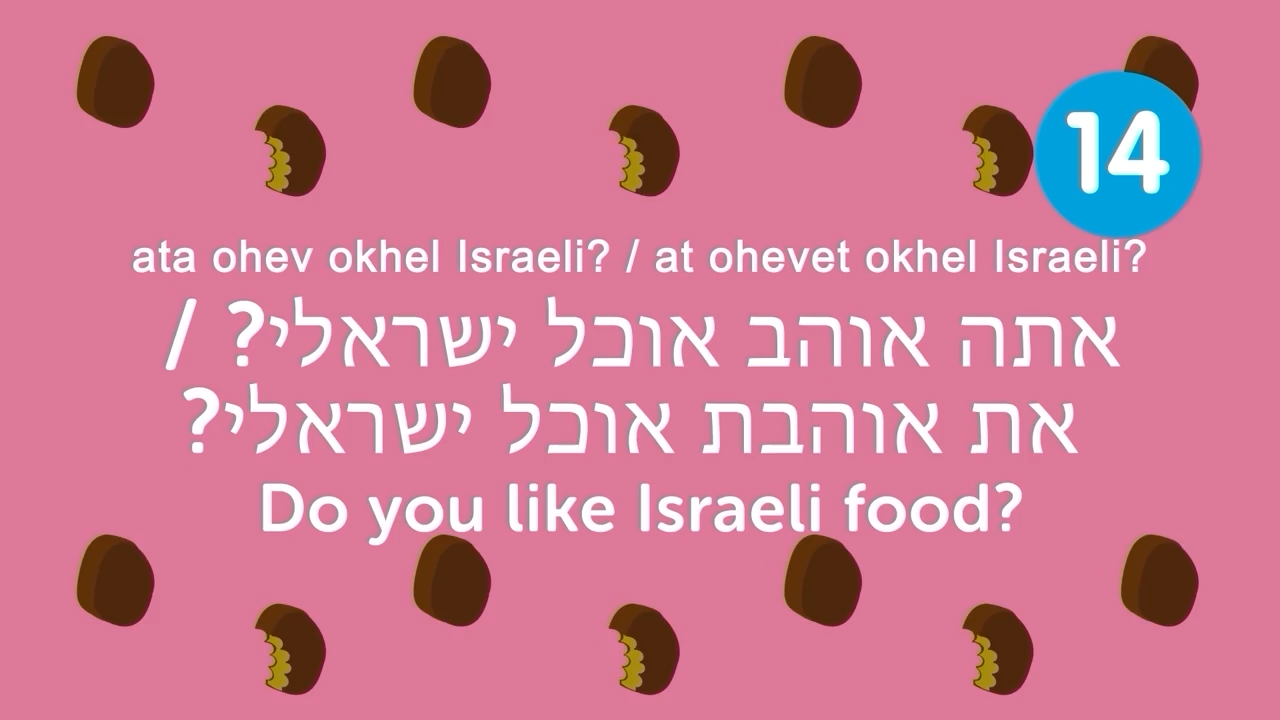 14
ata ohev okhel Israeli? / at ohevet okhel Israeli?
אתה אוהב אוכל ישראלי? /
את אוהבת אוכל ישראלי?
Do you like Israeli food?